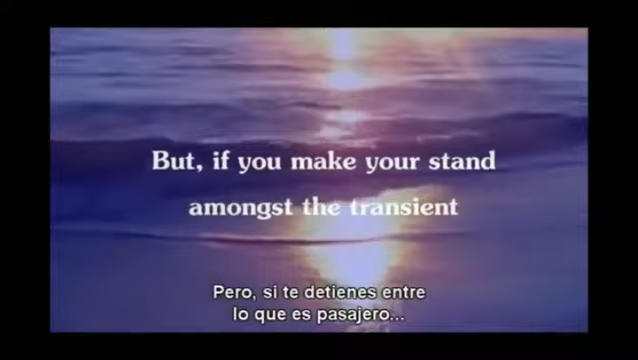 But, if you make your stand
amongst the transient
Pero, si te detienes entre
lo que es pasajero...